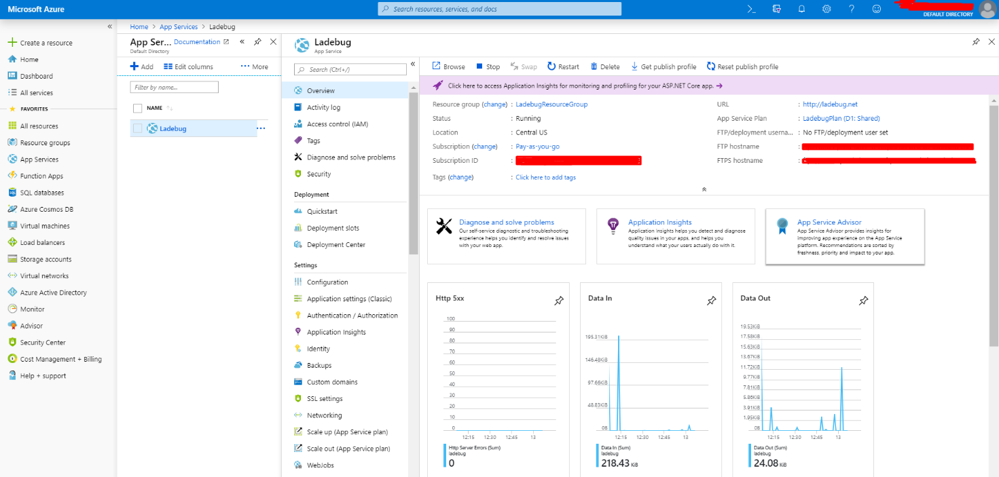 Microsoft Azure
Search resources, services, and docs
DEFAULT DIRECTORY
Create a resource
Home
Dashboard
All services
FAVORITES
All resources
Resource groups
App Services
Function Apps
SQL databases
Azure Cosmos DB
Virtual machines
Load balancers
Storage accounts
Virtual networks
Azure Active Directory
Monitor
Advisor
Security Center
Cost Management + Billing
Help + support
Home > App Services > Ladebug
App Ser... Documentation
Default Directory
Add Edit columns ... More
Filter by name...
NAME
Ladebug ...
Ladebug
App Service
Search (Ctrl+/)
Overview
Activity log
Access control (IAM)
Tags
Diagnose and solve problems
Security
Deployment
Quickstart
Deployment slots
Deployment Center
Settings
Configuration
Application settings (Classic)
Authentication / Authorization
Application Insights
Identity
Backups
Custom domains
SSL settings
Networking
Scale up (App Service plan)
Scale out (App Service plan)
WebJobs
Browse Stop Swap Restart Delete Get publish profile Reset publish profile
Click here to access Application Insights for monitoring and profiling for your ASP.NET Core app. →
Resource group (change) : LadebugResourceGroup
Status : Running
Location : Central US
Subscription (change) : Pay-as-you-go
Subscription ID :
Tags (change) : Click here to add tags
URL : http://ladebug.net
App Service Plan : LadebugPlan (D1: Shared)
FTP/deployment userna... : No FTP/deployment user set
FTP hostname :
FTPS hostname :
Diagnose and solve problems
Our self-service diagnostic and troubleshooting
experience helps you identify and resolve issues
with your web app.
Application Insights
Application Insights helps you detect and diagnose
quality issues in your apps, and helps you
understand what your users actually do with it.
App Service Advisor
App Service Advisor provides insights for
improving app experience on the App Service
platform. Recommendations are sorted by
freshness, priority and impact to your app.
Http 5xx
100
90
80
70
60
50
40
30
20
10
0
12:15 12:30 12:45 13
Http Server Errors (Sum)
ladebug
0
Data In
195.31KiB
146.48KiB
97.66KiB
48.83KiB
0B
12:15 12:30 12:45 13
Data In (Sum)
ladebug
218.43 KiB
Data Out
19.53KiB
17.58KiB
15.63KiB
13.67KiB
11.72KiB
9.77KiB
7.81KiB
5.86KiB
3.91KiB
1.95KiB
0B
12:15 12:30 12:45 13
Data Out (Sum)
ladebug
24.08 KiB